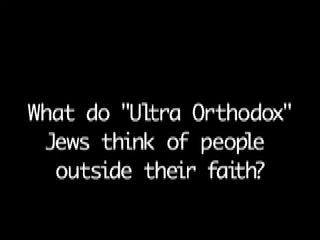 What do "Ultra Orthodox"
Jews think of people
outside their faith?